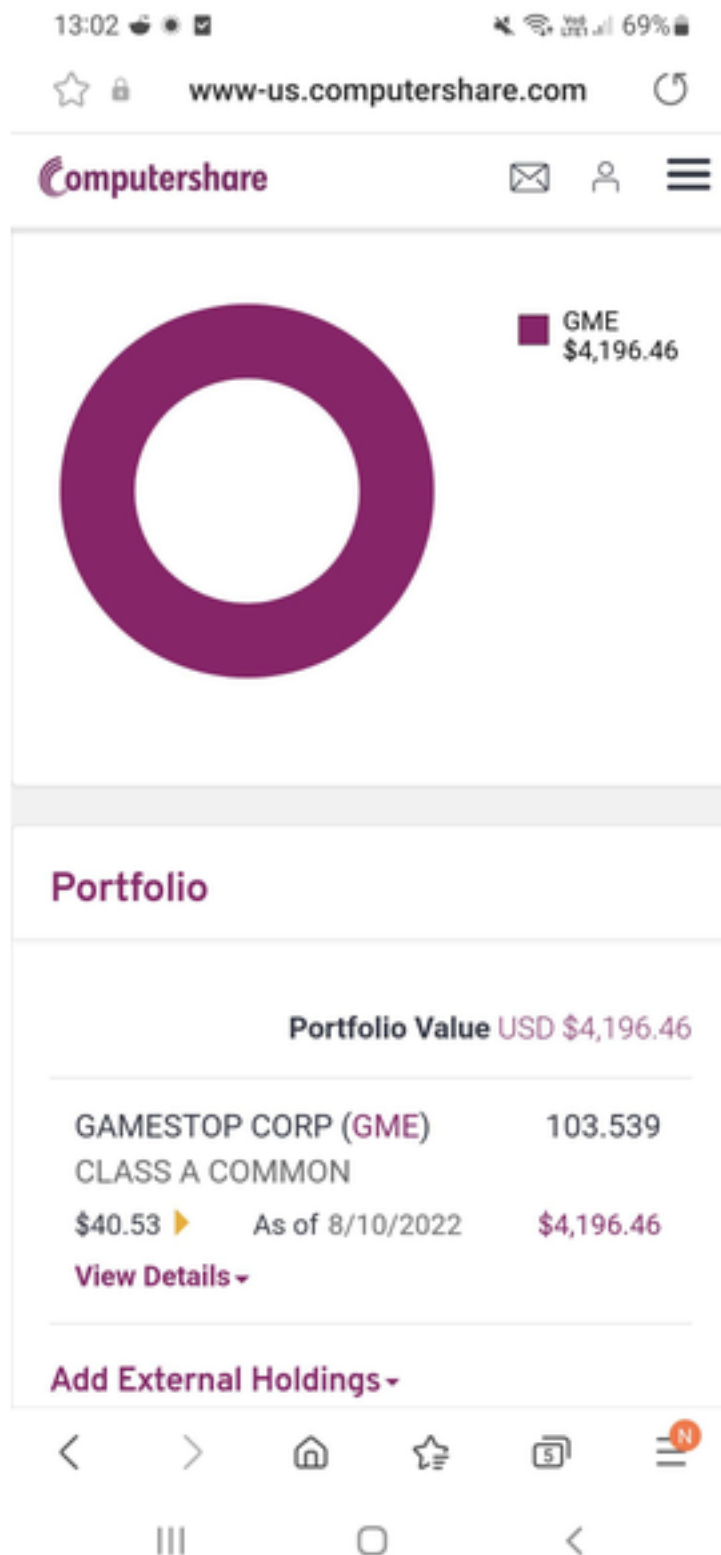 13:02 69%
www-us.computershare.com
Computershare
GME
$4,196.46
Portfolio
Portfolio Value USD $4,196.46
GAMESTOP CORP (GME) 103.539
CLASS A COMMON
$40.53 As of 8/10/2022 $4,196.46
View Details
Add External Holdings
5 N